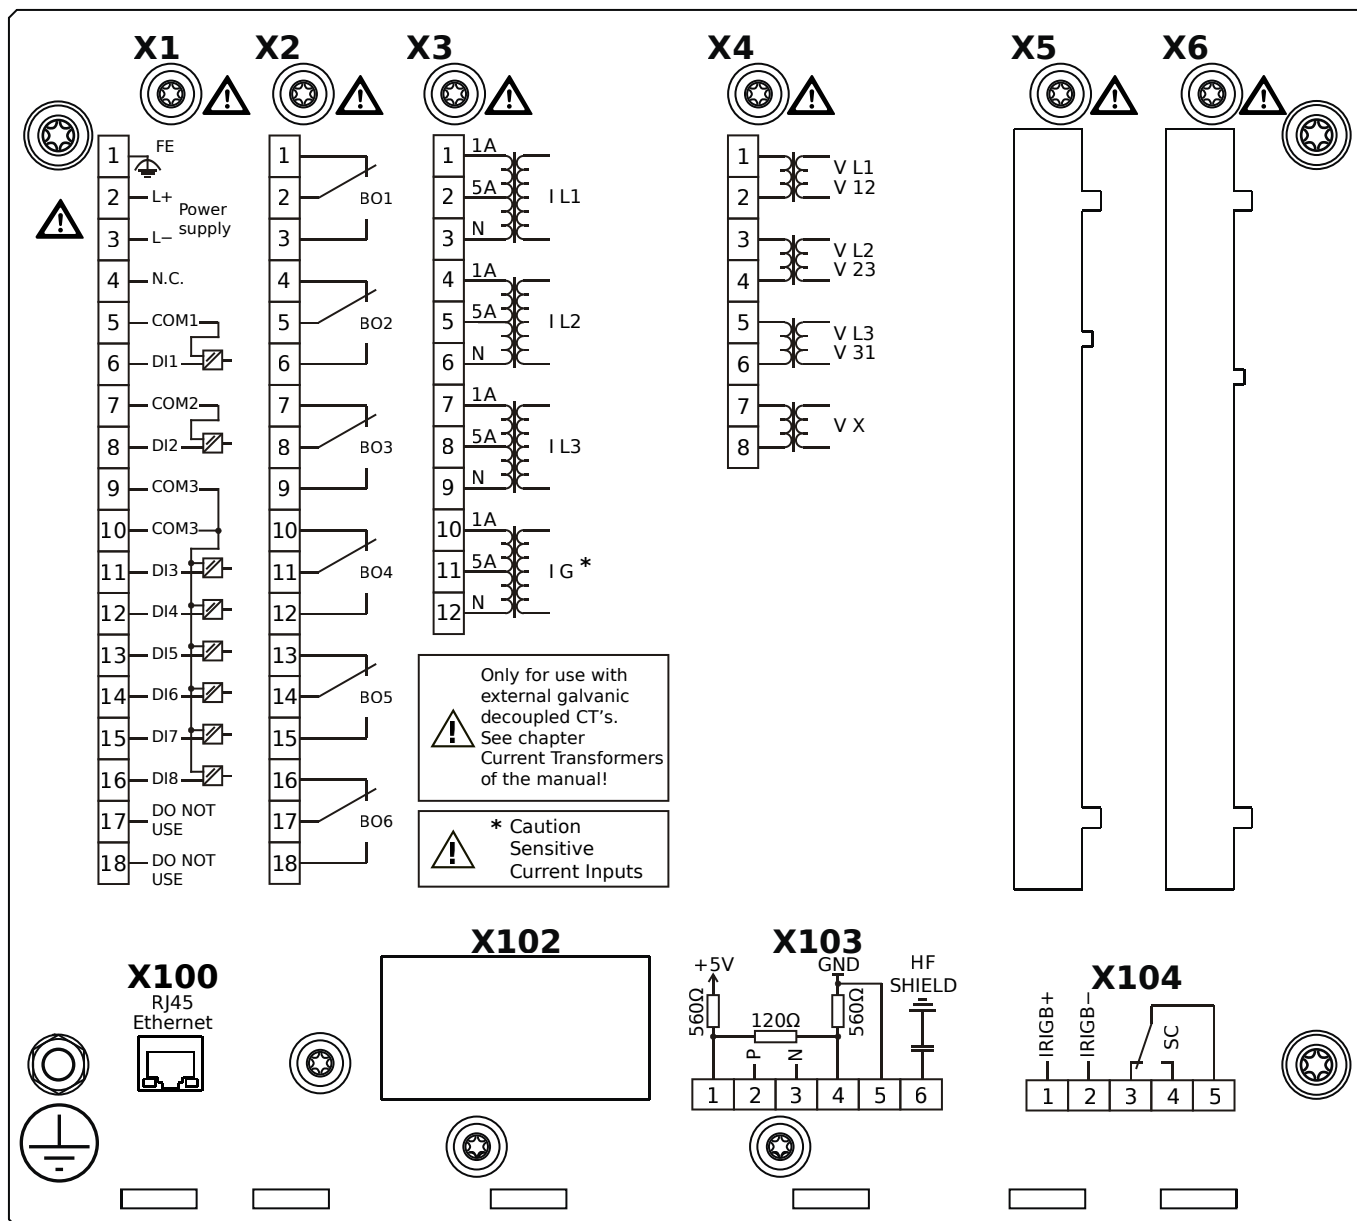 X1 X2 X3 X4 X5 X6
1 FE
2 L+
Power
supply
3 L−
4 N.C.
5 COM1
6 DI1
7 COM2
8 DI2
9 COM3
10 COM3
11 DI3
12 DI4
13 DI5
14 DI6
15 DI7
16 DI8
17 DO NOT
USE
18 DO NOT
USE
1
2 BO1
3
4
5 BO2
6
7
8 BO3
9
10
11 BO4
12
13
14 BO5
15
16
17 BO6
18
1 1A
2 5A I L1
3 N
4 1A
5 5A I L2
6 N
7 1A
8 5A I L3
9 N
10 1A
11 5A I G *
12 N
Only for use with
external galvanic
decoupled CT's.
See chapter
Current Transformers
of the manual!
* Caution
Sensitive
Current Inputs
1 V L1
2 V 12
3 V L2
4 V 23
5 V L3
6 V 31
7 V X
8
X100
RJ45
Ethernet
X102
X103
+5V GND HF
SHIELD
560Ω 120Ω 560Ω
P N
1 2 3 4 5 6
X104
IRIGB+ IRIGB− SC
1 2 3 4 5